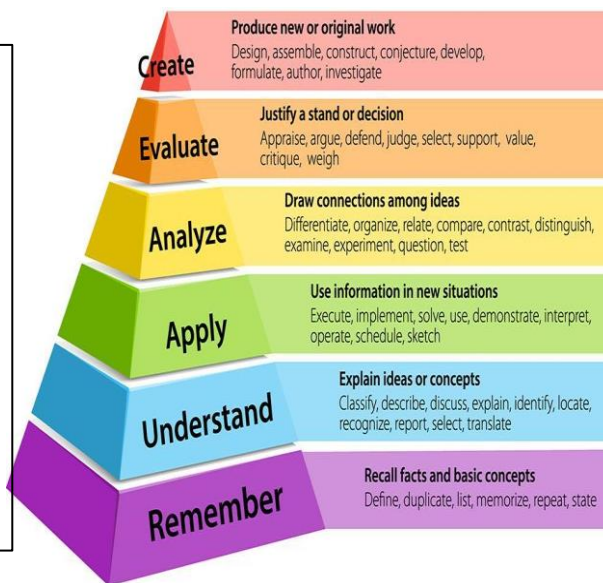 Create
Produce new or original work
Design, assemble, construct, conjecture, develop,
formulate, author, investigate
Evaluate
Justify a stand or decision
Appraise, argue, defend, judge, select, support, value,
critique, weigh
Analyze
Draw connections among ideas
Differentiate, organize, relate, compare, contrast, distinguish,
examine, experiment, question, test
Apply
Use information in new situations
Execute, implement, solve, use, demonstrate, interpret,
operate, schedule, sketch
Understand
Explain ideas or concepts
Classify, describe, discuss, explain, identify, locate,
recognize, report, select, translate
Remember
Recall facts and basic concepts
Define, duplicate, list, memorize, repeat, state